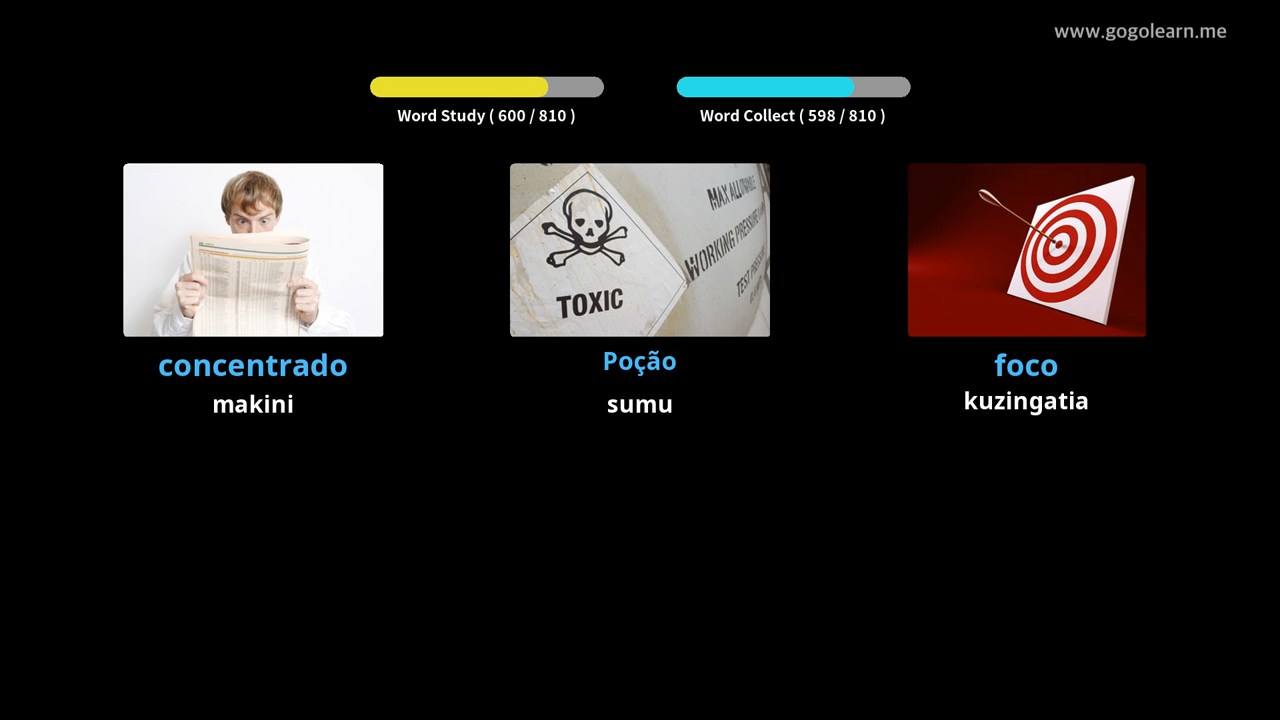 www.gogolearn.me
Word Study ( 600 / 810 )
Word Collect ( 598 / 810 )
MAX ALLOWABLE
WORKING PRESSURE
TEST
TOXIC
concentrado
Poção
foco
makini
sumu
kuzingatia